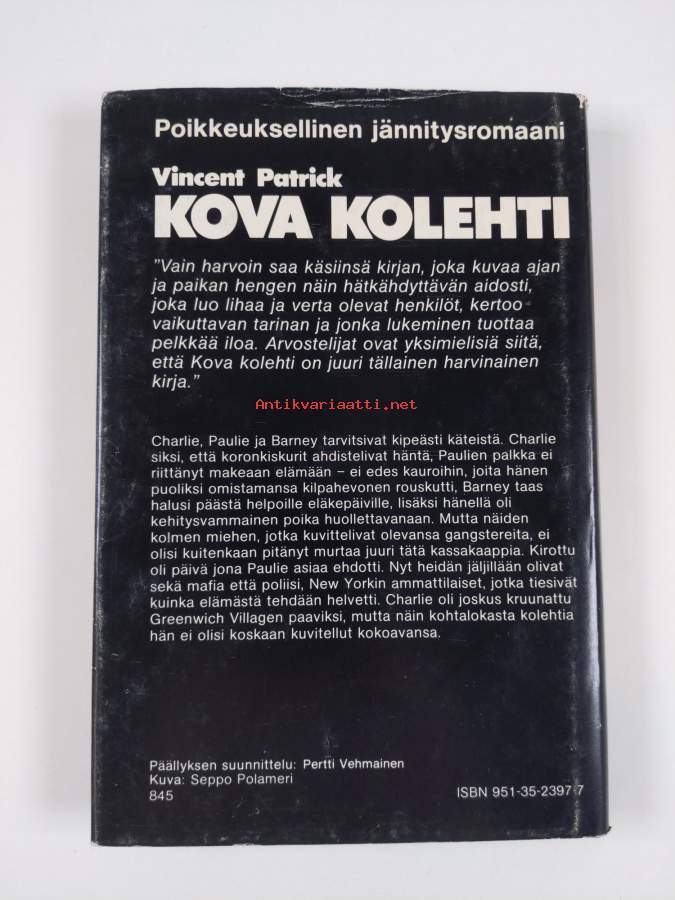 Poikkeuksellinen jännitysromaani
Vincent Patrick
KOVA KOLEHTI
"Vain harvoin saa käsiinsä kirjan, joka kuvaa ajan
ja paikan hengen näin hätkähdyttävän aidosti,
joka luo lihaa ja verta olevat henkilöt, kertoo
vaikuttavan tarinan ja jonka lukeminen tuottaa
pelkkää iloa. Arvostelijat ovat yksimielisiä siitä,
että Kova kolehti on juuri tällainen harvinainen
kirja."
Antikvariaatti.net
Charlie, Paulie ja Barney tarvitsivat kipeästi käteistä. Charlie
siksi, että koronkiskurit ahdistelivat häntä, Paulien palkka ei
riittänyt makeaan elämään – ei edes kauroihin, joita hänen
puoliksi omistamansa kilpahevonen rouskutti, Barney taas
halusi päästä helpoille eläkepäiville, lisäksi hänellä oli
kehitysvammainen poika huollettavanaan. Mutta näiden
kolmen miehen, jotka kuvittelivat olevansa gangstereita, ei
olisi kuitenkaan pitänyt murtaa juuri tätä kassakaappia. Kirottu
oli päivä jona Paulie asiaa ehdotti. Nyt heidän jäljillään olivat
sekä mafia että poliisi, New Yorkin ammattilaiset, jotka tiesivät
kuinka elämästä tehdään helvetti. Charlie oli joskus kruunattu
Greenwich Villagen paaviksi, mutta näin kohtalokasta kolehtia
hän ei olisi koskaan kuvitellut kokoavansa.
Päällyksen suunnittelu: Pertti Vehmainen
Kuva: Seppo Polameri
845
ISBN 951-35-2397-7